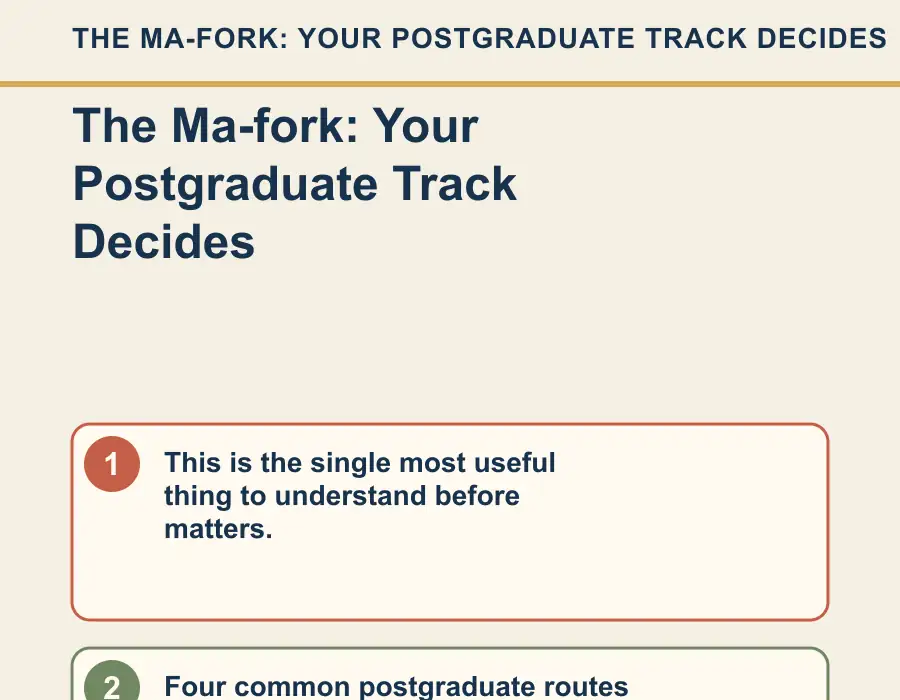 THE MA-FORK: YOUR POSTGRADUATE TRACK DECIDES
The Ma-fork: Your
Postgraduate Track
Decides
1
This is the single most useful
thing to understand before
matters.
2
Four common postgraduate routes